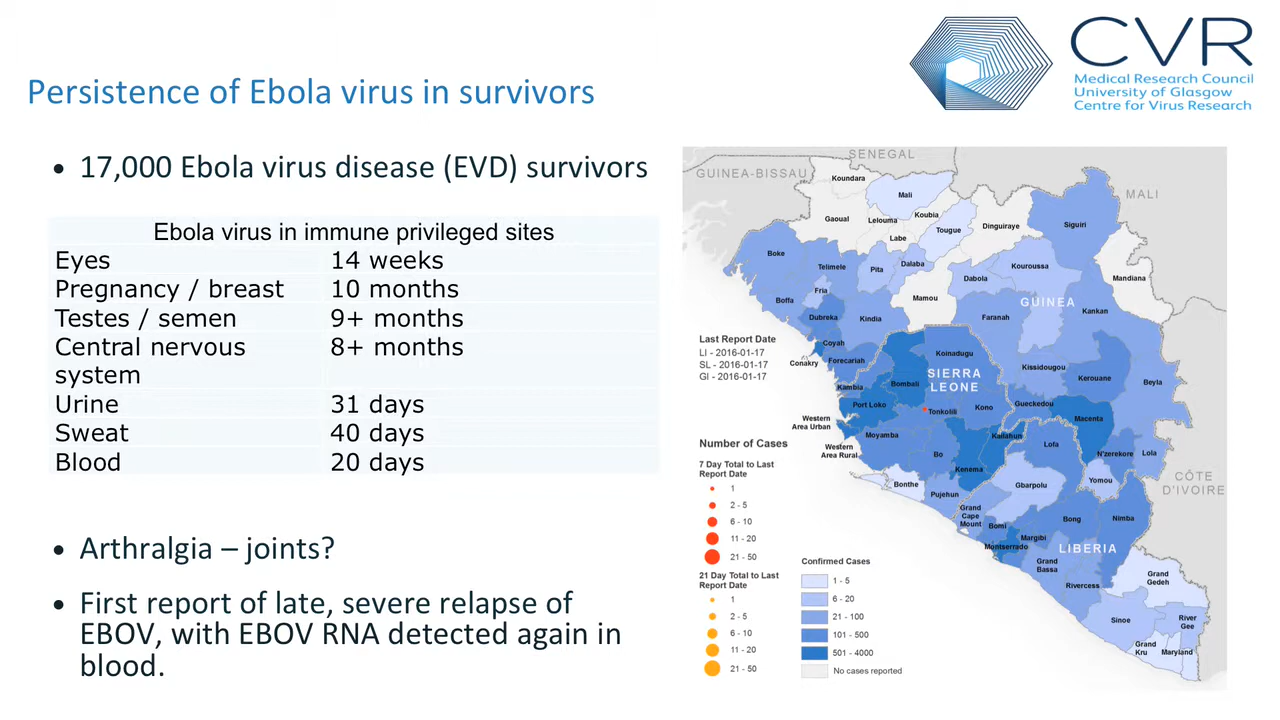 CVR
Medical Research Council
University of Glasgow
Centre for Virus Research
Persistence of Ebola virus in survivors
• 17,000 Ebola virus disease (EVD) survivors
Ebola virus in immune privileged sites
Eyes 14 weeks
Pregnancy / breast 10 months
Testes / semen 9+ months
Central nervous 8+ months
system
Urine 31 days
Sweat 40 days
Blood 20 days
• Arthralgia – joints?
• First report of late, severe relapse of
EBOV, with EBOV RNA detected again in
blood.
SENEGAL
GUINEA-BISSAU
MALI
Koundara
Mali
Gaoual
Lelouma
Koubia
Labe
Tougue
Dinguiraye
Siguiri
Boke
Telimele
Pita
Dalaba
Dabola
Kouroussa
Mandiana
Fria
Boffa
Mamou
GUINEA
Dubreka
Kindia
Faranah
Kankan
Coyah
Conakry
Forecariah
Koinadugu
Kissidougou
SIERRA
LEONE
Kambia
Bombali
Kerouane
Beyla
Port Loko
Tonkolili
Kono
Gueckedou
Macenta
Western
Area Urban
Moyamba
Kailahun
Lofa
Western
Area Rural
Bo
Kenema
N'zerekore
Lola
Bonthe
Pujehun
Gbarpolu
Yomou
CÔTE
D'IVOIRE
Grand
Cape
Mount
Bomi
Bong
Nimba
Margibi
Montserrado
LIBERIA
Grand
Bassa
Rivercess
Grand
Gedeh
Sinoe
River
Gee
Grand
Kru
Maryland
Last Report Date
LI - 2016-01-17
SL - 2016-01-17
GI - 2016-01-17
Number of Cases
7 Day Total to Last
Report Date
1
2 - 5
6 - 10
11 - 20
21 - 50
21 Day Total to Last
Report Date
1
2 - 5
6 - 10
11 - 20
21 - 50
Confirmed Cases
1 - 5
6 - 20
21 - 100
101 - 500
501 - 4000
No cases reported